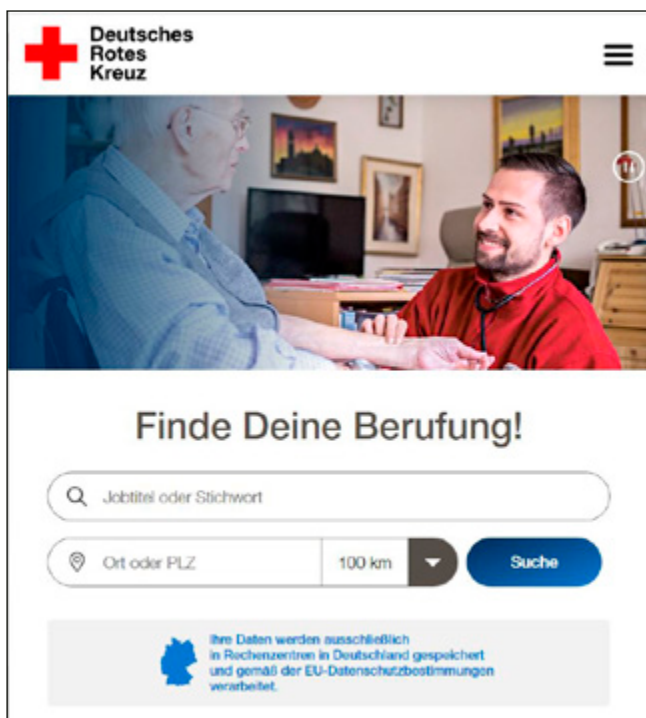 Deutsches
Rotes
Kreuz
Finde Deine Berufung!
Jobtitel oder Stichwort
Ort oder PLZ
100 km
Suche
Ihre Daten werden ausschließlich
in Rechenzentren in Deutschland gespeichert
und gemäß der EU-Datenschutzbestimmungen
verarbeitet.